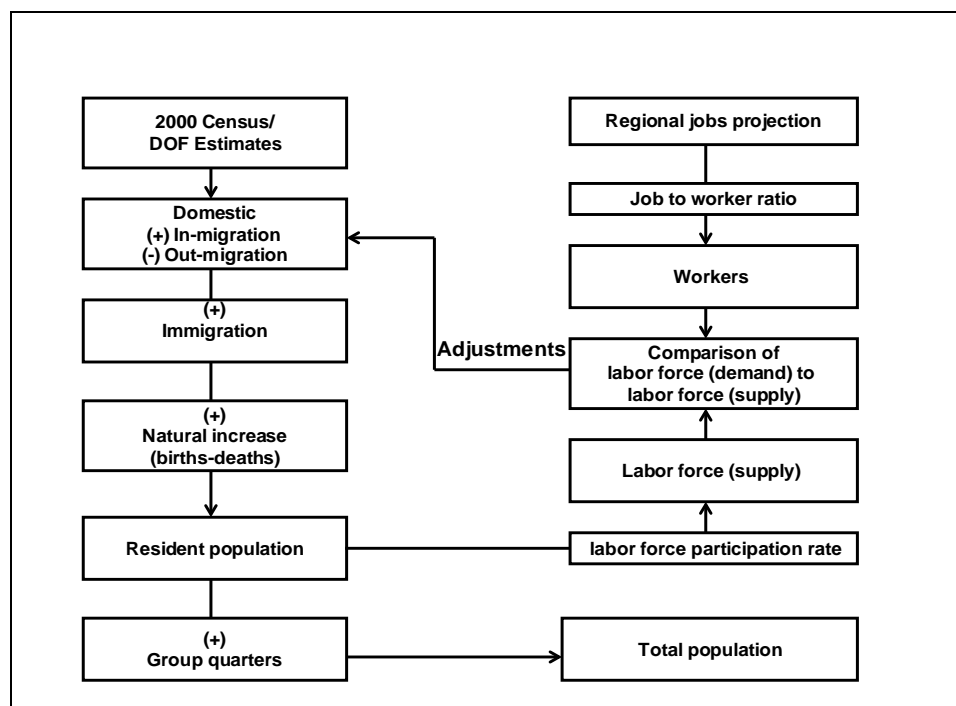 2000 Census/
DOF Estimates
Domestic
(+) In-migration
(-) Out-migration
(+)
Immigration
(+)
Natural increase
(births-deaths)
Resident population
(+)
Group quarters
Adjustments
Regional jobs projection
Job to worker ratio
Workers
Comparison of
labor force (demand) to
labor force (supply)
Labor force (supply)
labor force participation rate
Total population